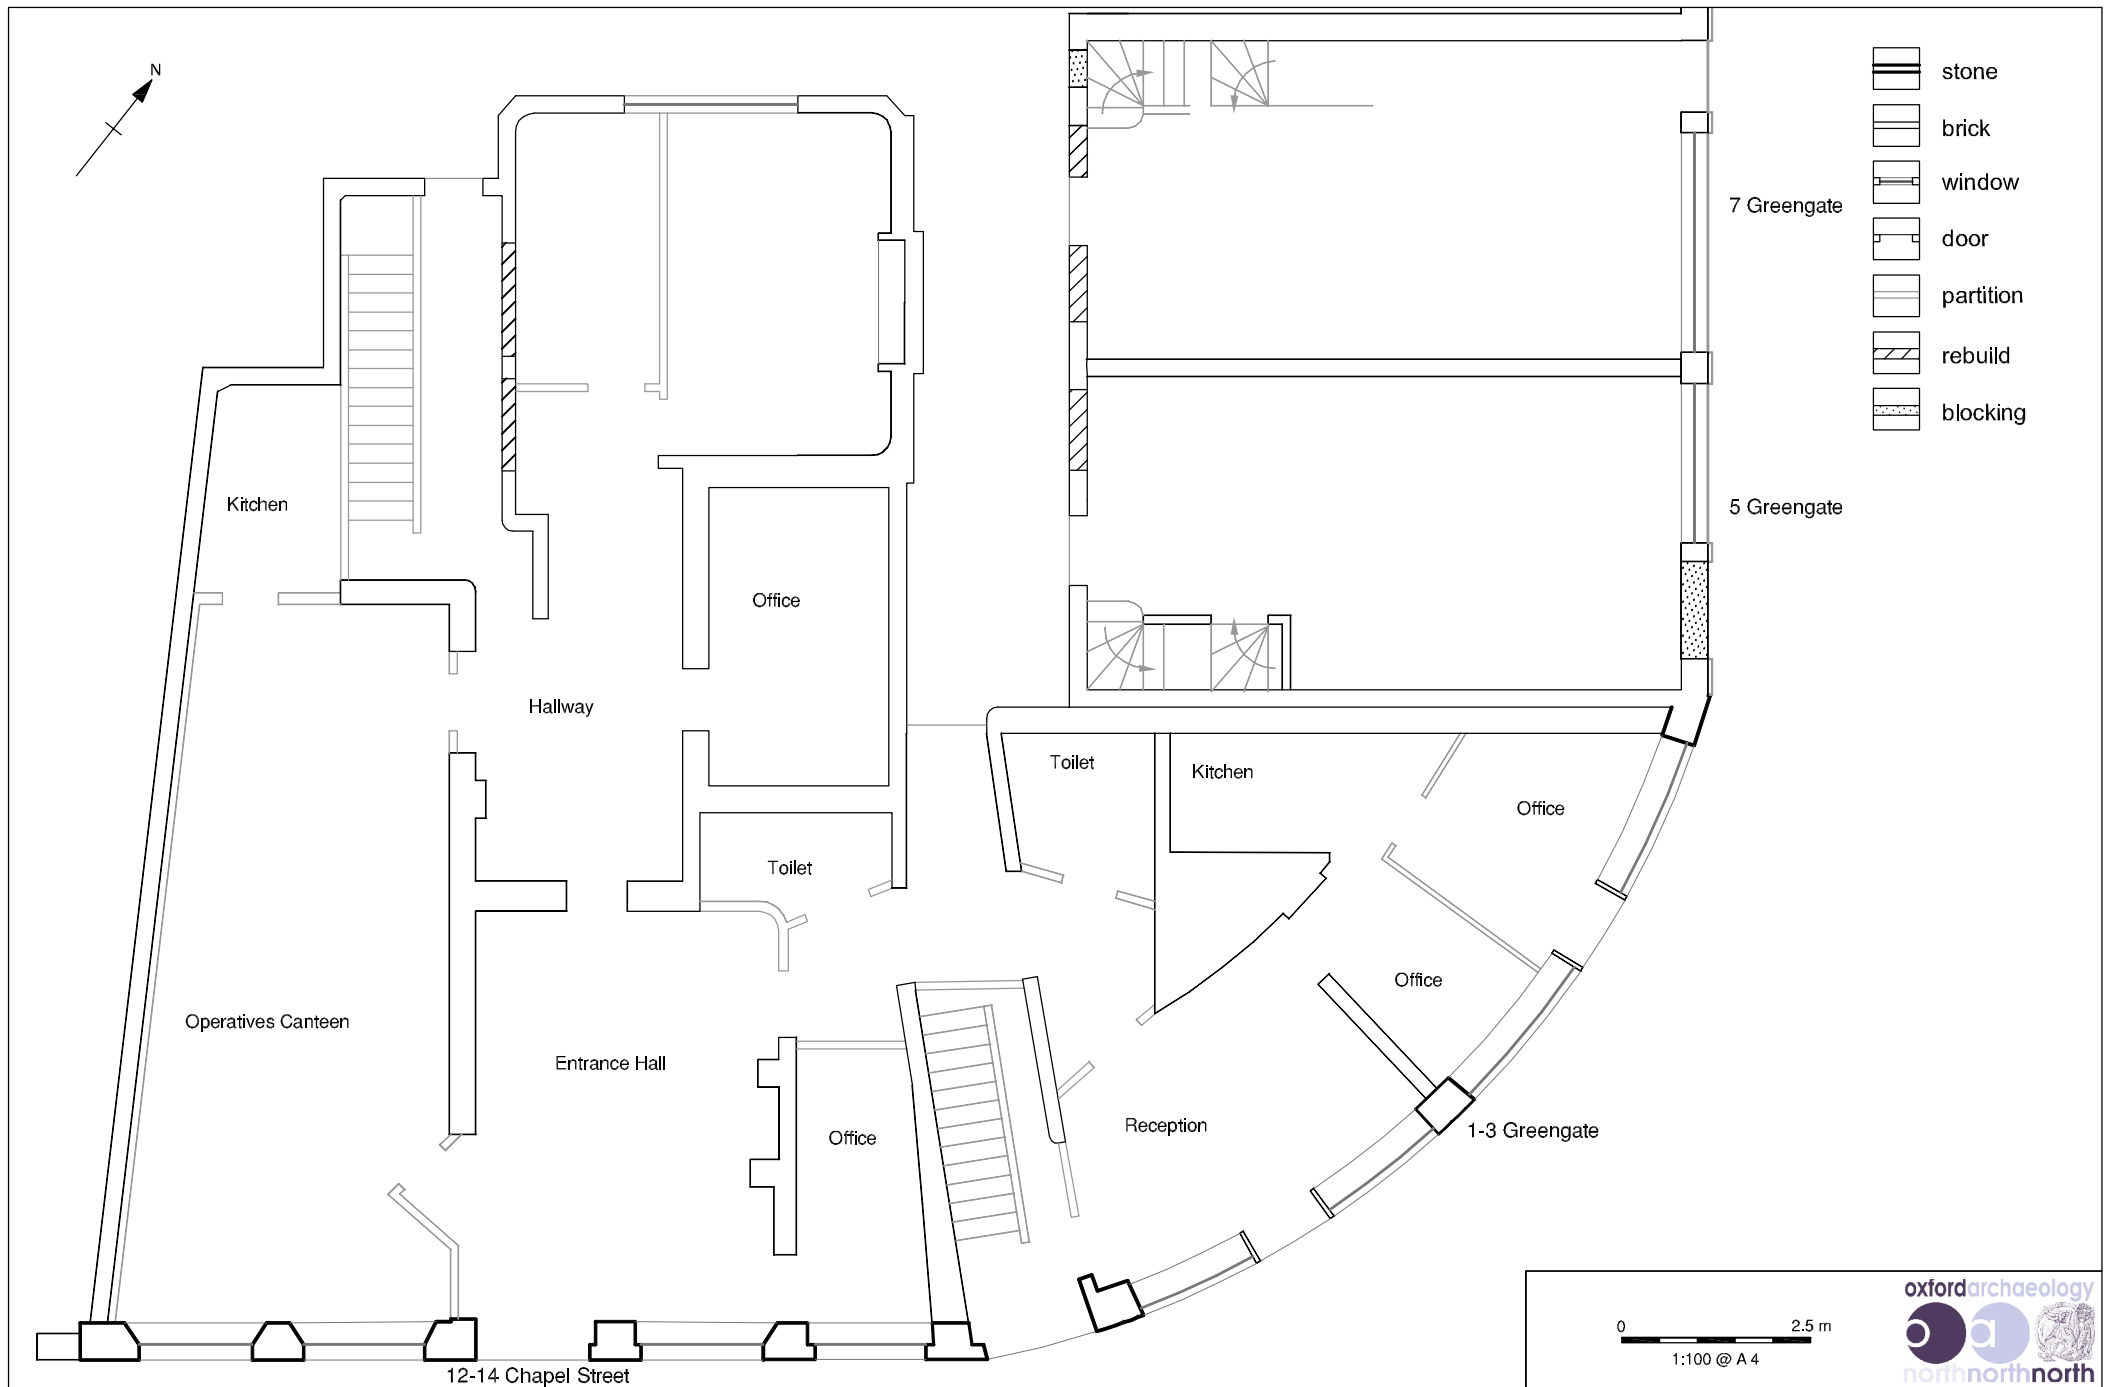 N
stone
brick
window
door
partition
rebuild
blocking
7 Greengate
5 Greengate
Kitchen
Office
Hallway
Toilet
Kitchen
Office
Toilet
Office
Operatives Canteen
Entrance Hall
Office
Reception
1-3 Greengate
12-14 Chapel Street
0 2.5 m
1:100 @ A 4
oxfordarchaeology
oa
northnorthnorth